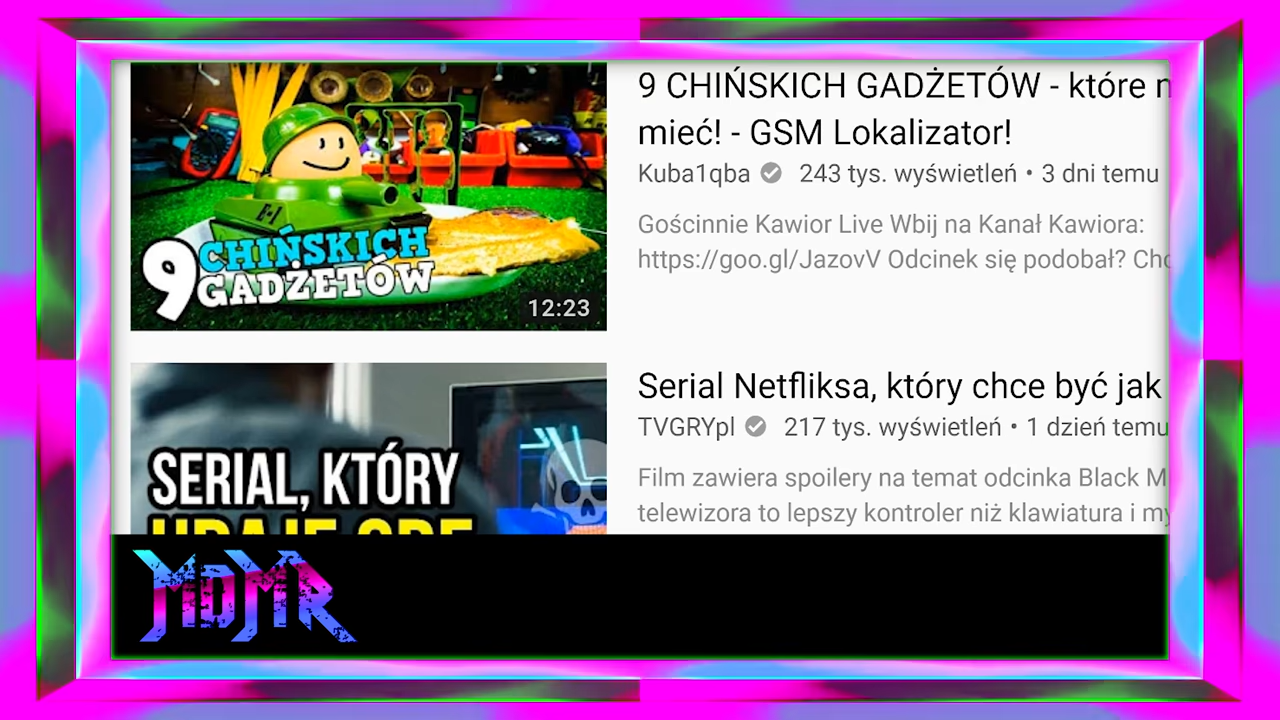 9 CHIŃSKICH GADŻETÓW - które
mieć! - GSM Lokalizator!
Kuba1qba 243 tys. wyświetleń • 3 dni temu
Gościnnie Kawior Live Wbij na Kanał Kawiora:
https://goo.gl/JazovV Odcinek się podobał?
E-1
9 CHIŃSKICH
GADŻETÓW
12:23
Serial Netfliksa, który chce być jak
TVGRYpl 217 tys. wyświetleń • 1 dzień temu
Film zawiera spoilery na temat odcinka Black
telewizora to lepszy kontroler niż klawiatura i
SERIAL, KTÓRY
MDMR